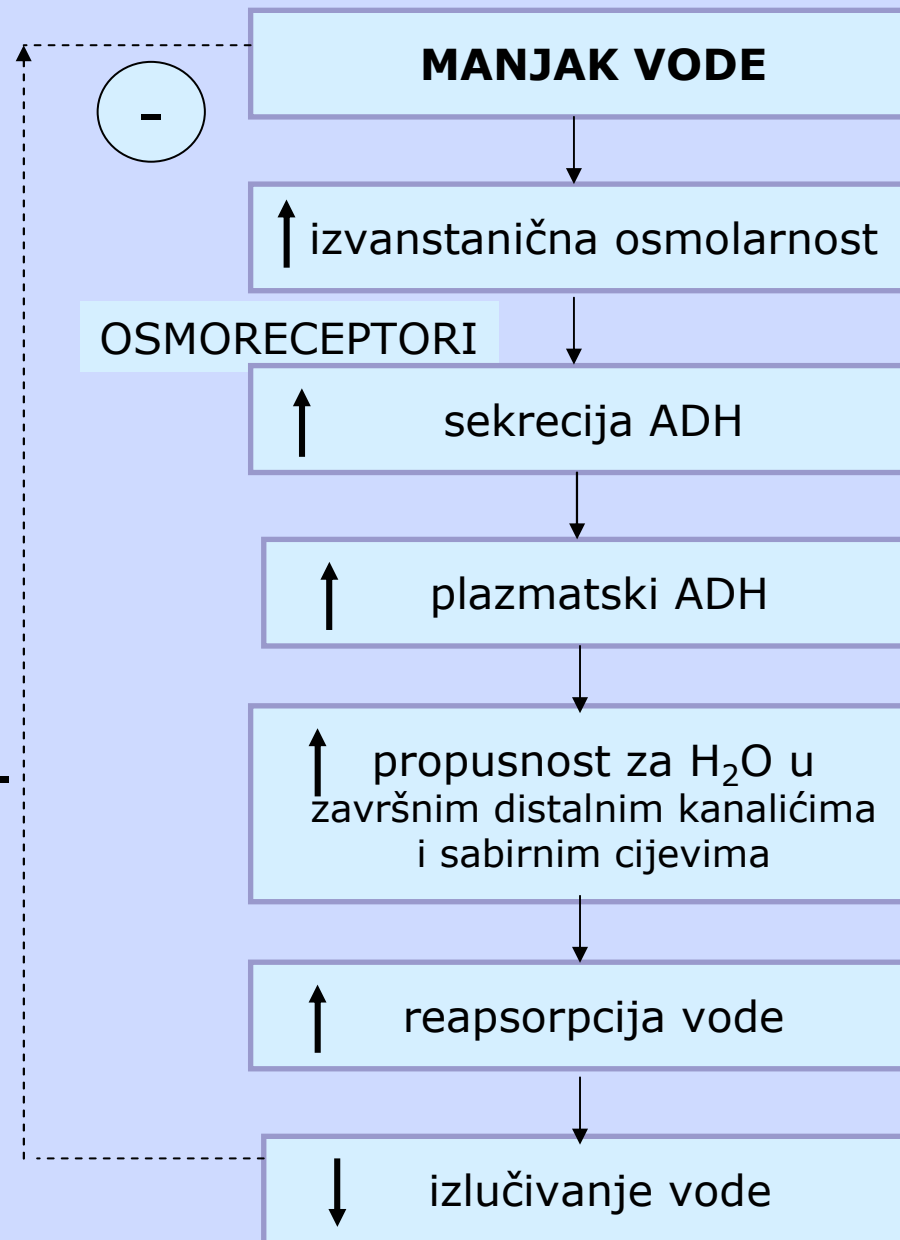 MANJAK VODE
-
izvanstanična osmolarnost
OSMORECEPTORI
sekrecija ADH
plazmatski ADH
propusnost za H₂O u
završnim distalnim kanalićima
i sabirnim cijevima
-
reapsorpcija vode
izlučivanje vode